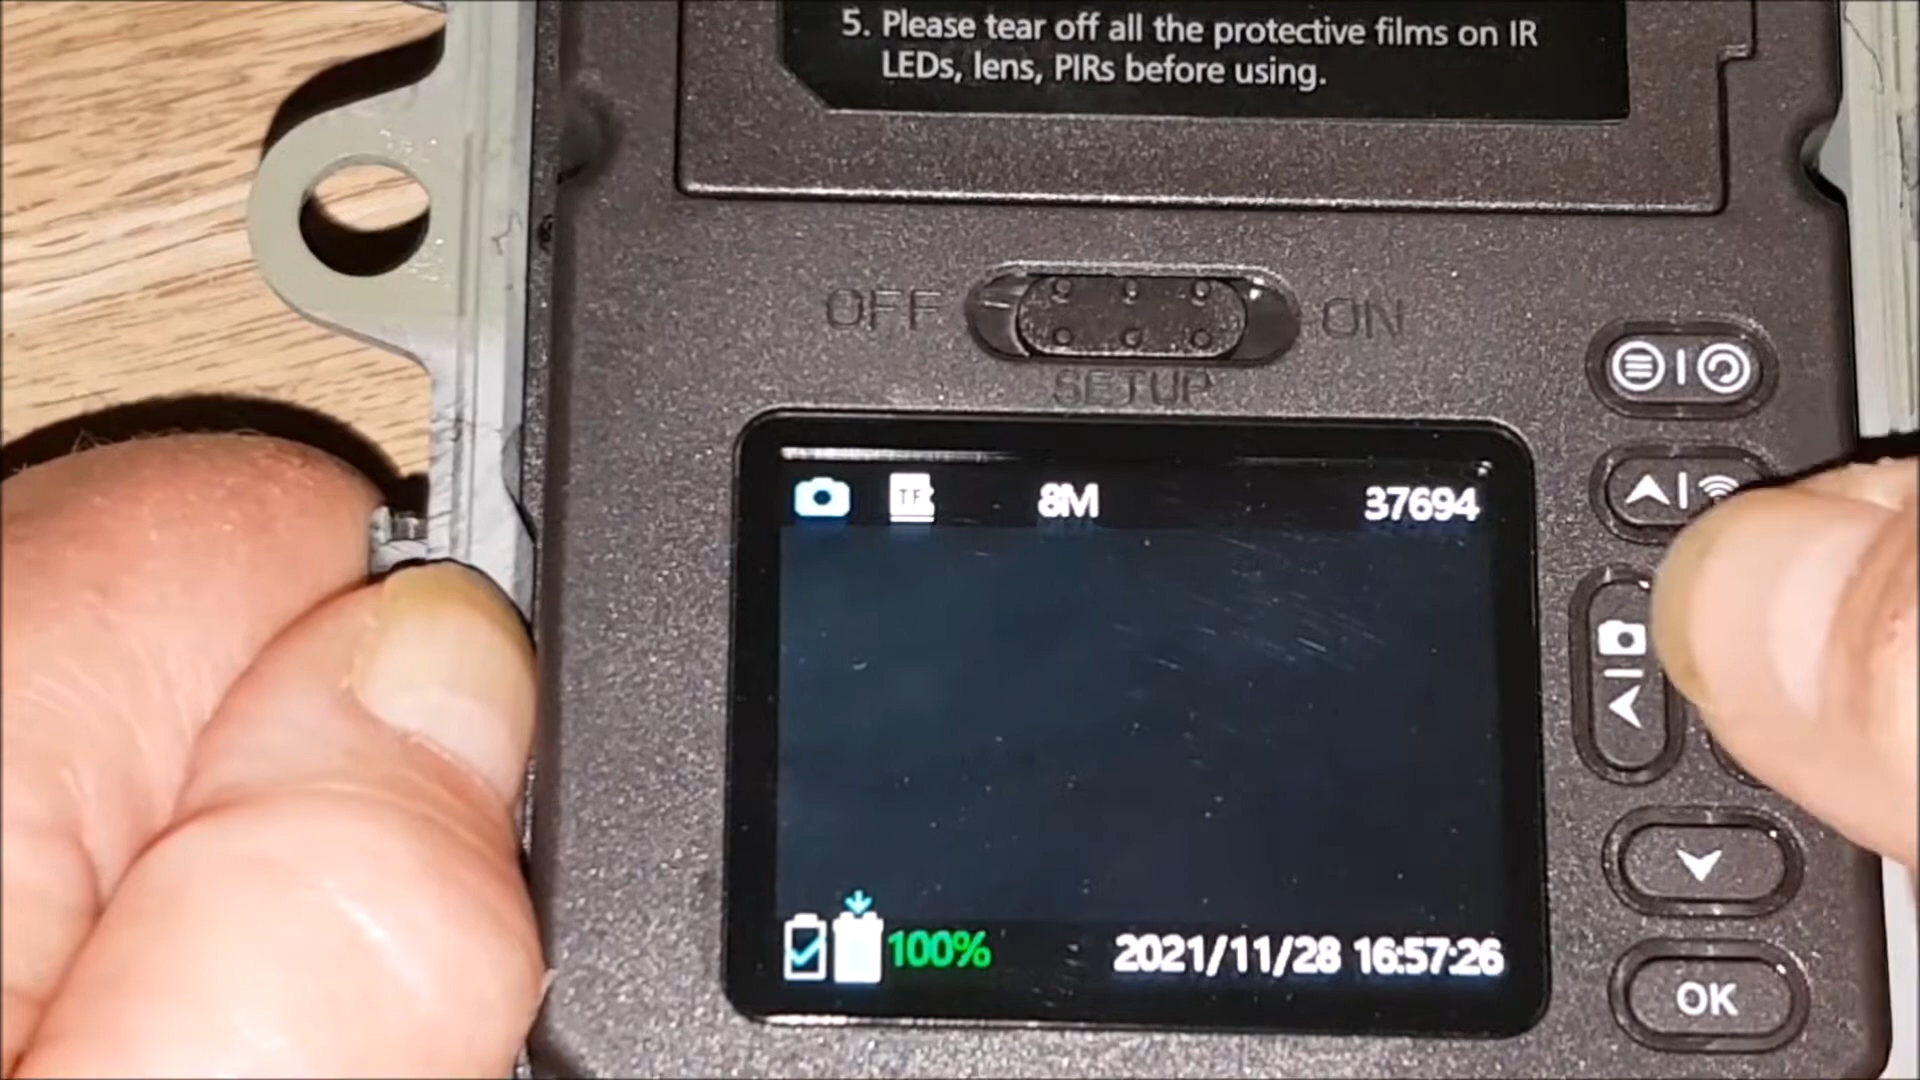 5. Please tear off all the protective films on IR
LEDs, lens, PIRs before using.
OFF
ON
SETUP
TF
8M
37694
100%
2021/11/28 16:57:26
OK